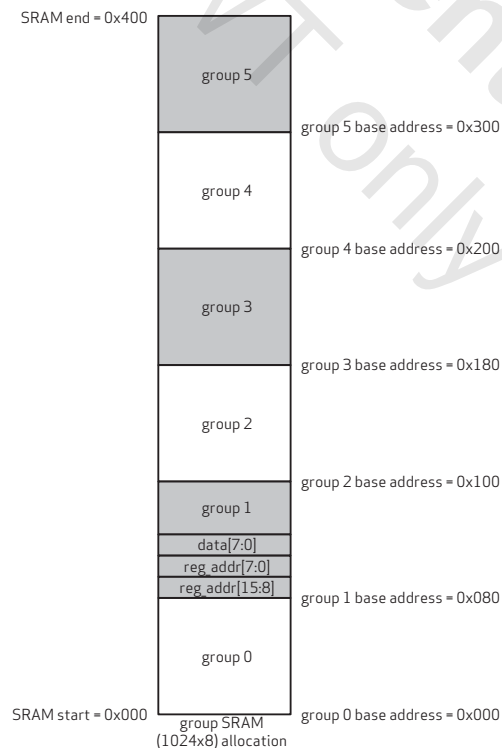 SRAM end = 0x400
group 5
group 5 base address = 0x300
group 4
group 4 base address = 0x200
group 3
group 3 base address = 0x180
group 2
group 2 base address = 0x100
group 1
data[7:0]
reg_addr[7:0]
reg_addr[15:8]
group 1 base address = 0x080
group 0
SRAM start = 0x000
group 0 base address = 0x000
group SRAM
(1024x8) allocation
only